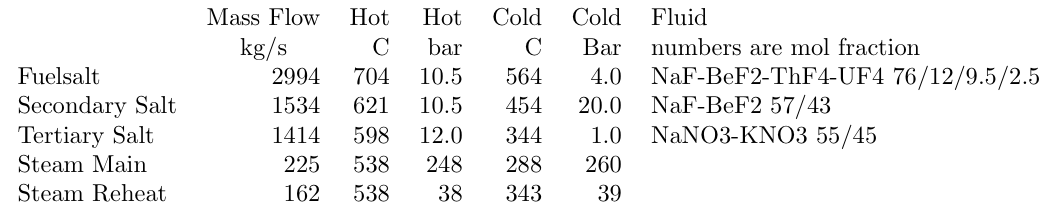 Mass Flow Hot Hot Cold Cold Fluid
kg/s C bar C Bar numbers are mol fraction
Fuelsalt 2994 704 10.5 564 4.0 NaF-BeF2-ThF4-UF4 76/12/9.5/2.5
Secondary Salt 1534 621 10.5 454 20.0 NaF-BeF2 57/43
Tertiary Salt 1414 598 12.0 344 1.0 NaNO3-KNO3 55/45
Steam Main 225 538 248 288 260
Steam Reheat 162 538 38 343 39